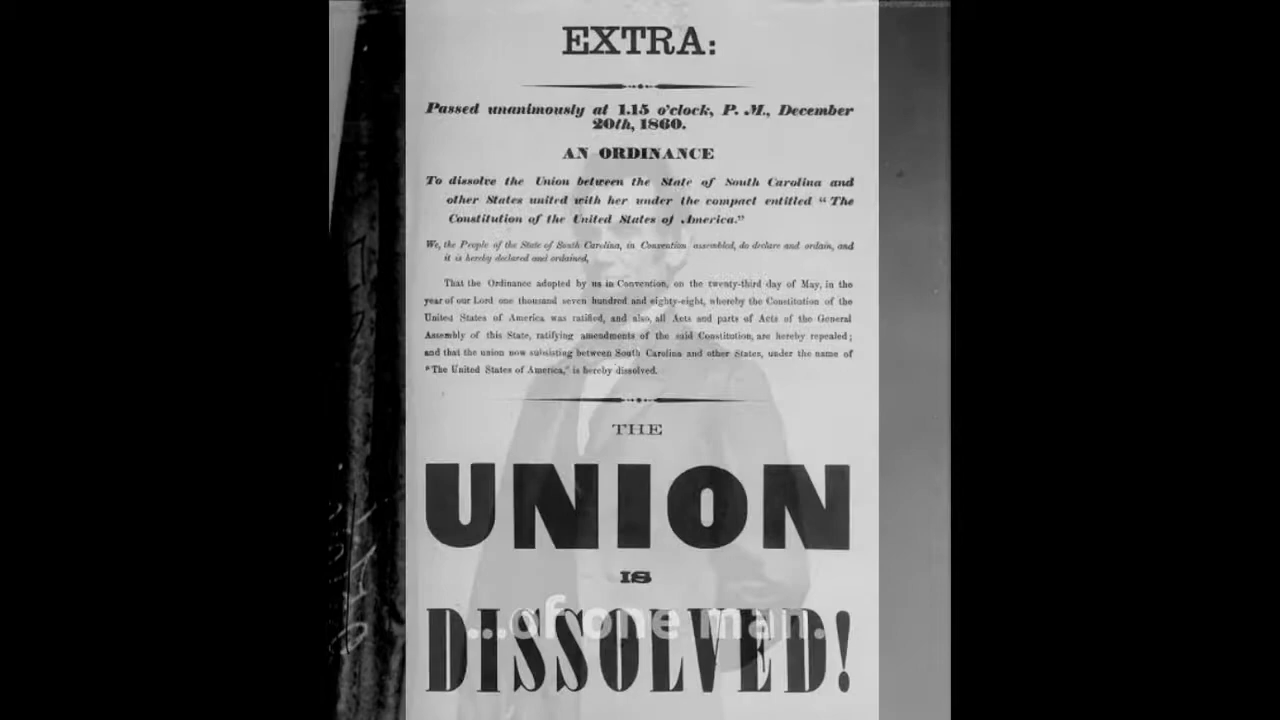 EXTRA:
Passed unanimously at 1.15 o'clock, P. M., December
20th, 1860.
AN ORDINANCE
To dissolve the Union between the State of South Carolina and
other States united with her under the compact entitled "The
Constitution of the United States of America."
We, the People of the State of South Carolina, in Convention assembled, do declare and ordain, and
it is hereby declared and ordained,
That the Ordinance adopted by us in Convention, on the twenty-third day of May, in the
year of our Lord one thousand seven hundred and eighty-eight, whereby the Constitution of the
United States of America was ratified, and also, all Acts and parts of Acts of the General
Assembly of this State, ratifying amendments of the said Constitution, are hereby repealed;
and that the union now subsisting between South Carolina and other States, under the name of
"The United States of America," is hereby dissolved.
THE
UNION
IS
DISSOLVED!
...of one man.